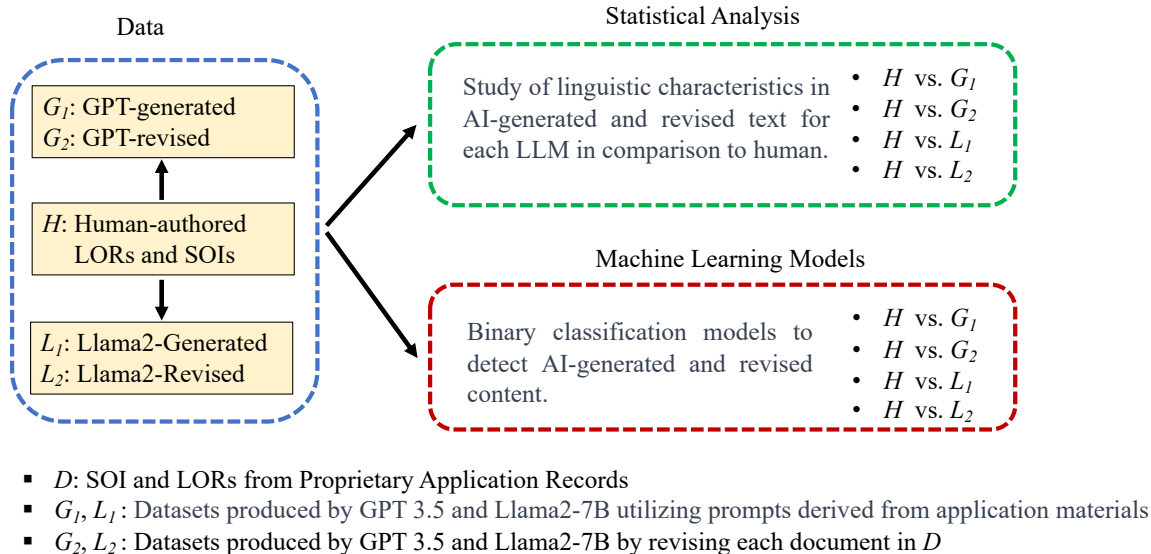 Data
G1: GPT-generated
G2: GPT-revised
H: Human-authored
LORs and SOIs
L1: Llama2-Generated
L2: Llama2-Revised
Statistical Analysis
Study of linguistic characteristics in
AI-generated and revised text for
each LLM in comparison to human.
• H vs. G1
• H vs. G2
• H vs. L1
• H vs. L2
Machine Learning Models
Binary classification models to
detect AI-generated and revised
content.
• H vs. G1
• H vs. G2
• H vs. L1
• H vs. L2
▪ D: SOI and LORs from Proprietary Application Records
▪ G1, L1 : Datasets produced by GPT 3.5 and Llama2-7B utilizing prompts derived from application materials
▪ G2, L2 : Datasets produced by GPT 3.5 and Llama2-7B by revising each document in D